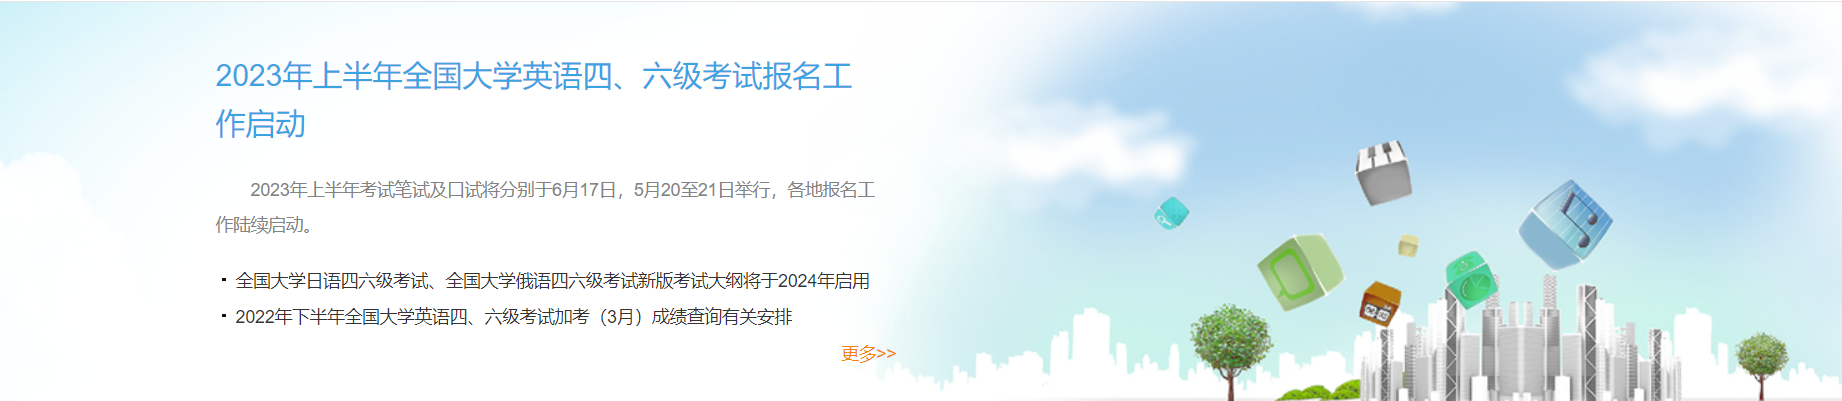 2023年上半年全国大学英语四、六级考试报名工
作启动
2023年上半年考试笔试及口试将分别于6月17日，5月20至21日举行，各地报名工
作陆续启动。
全国大学日语四六级考试、全国大学俄语四六级考试新版考试大纲将于2024年启用
2022年下半年全国大学英语四、六级考试加考（3月）成绩查询有关安排
更多>>